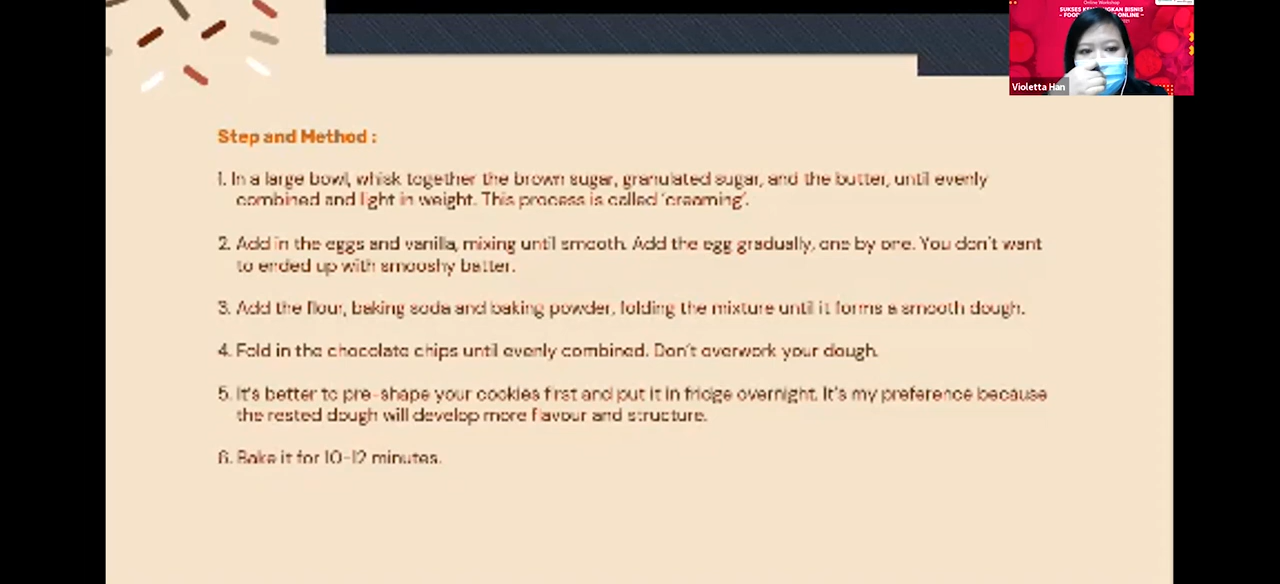 Online Workshop
Violetta Han
Step and Method :
1. In a large bowl, whisk together the brown sugar, granulated sugar, and the butter, until evenly
combined and light in weight. This process is called 'creaming'.
2. Add in the eggs and vanilla, mixing until smooth. Add the egg gradually, one by one. You don't want
to ended up with smooshy batter.
3. Add the flour, baking soda and baking powder, folding the mixture until it forms a smooth dough.
4. Fold in the chocolate chips until evenly combined. Don't overwork your dough.
5. It's better to pre-shape your cookies first and put it in fridge overnight. It's my preference because
the rested dough will develop more flavour and structure.
6. Bake it for 10-12 minutes.